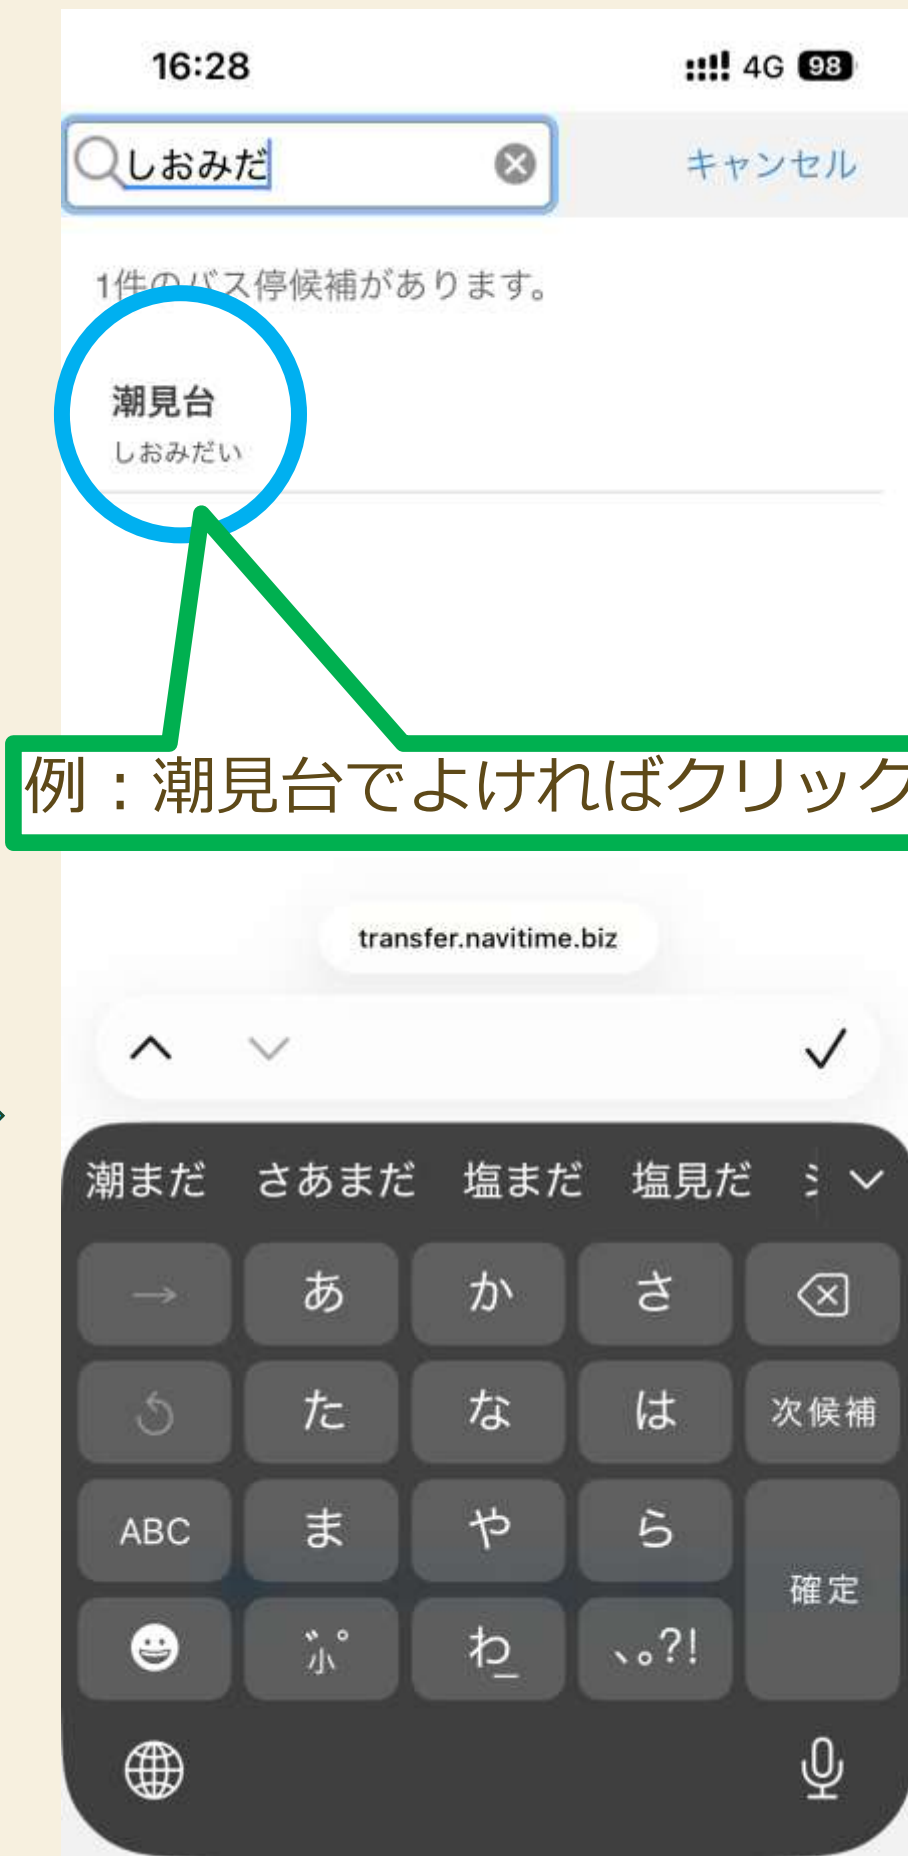 16:28 4G 98
しおみだ キャンセル
1件のバス停候補があります。
潮見台
しおみだい
例：潮見台でよければクリック
transfer.navitime.biz
潮まだ さあまだ 塩まだ 塩見だ
→ あ か さ
た な は 次候補
ABC ま や ら
確定
小゛゜ わ_ 、。?!